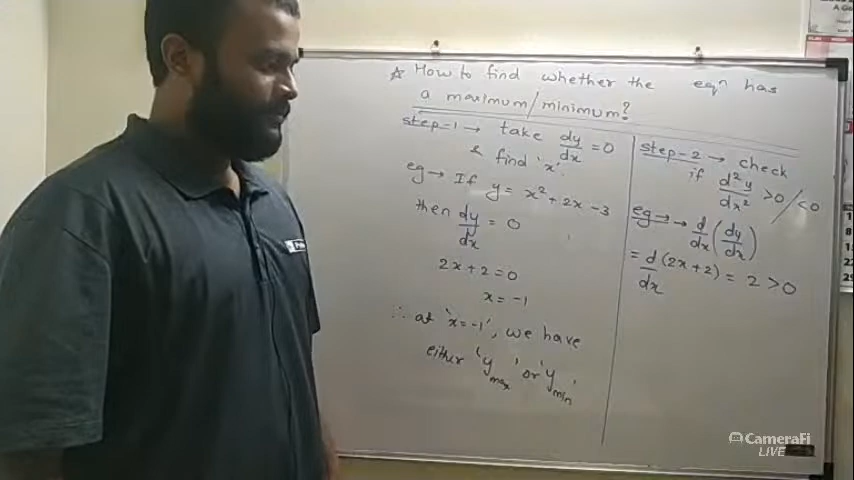 ☆ How to find whether the eqn has
a maximum/minimum?
step-1 → take dy/dx = 0
& find 'x'.
eg → If y = x² + 2x - 3
then dy/dx = 0
2x + 2 = 0
x = -1
∴ at 'x = -1', we have
either 'y max' or 'y min'
step-2 → check
if d²y/dx² > 0 / < 0
eg → → d/dx (dy/dx)
= d/dx (2x + 2) = 2 > 0
CameraFi
LIVE